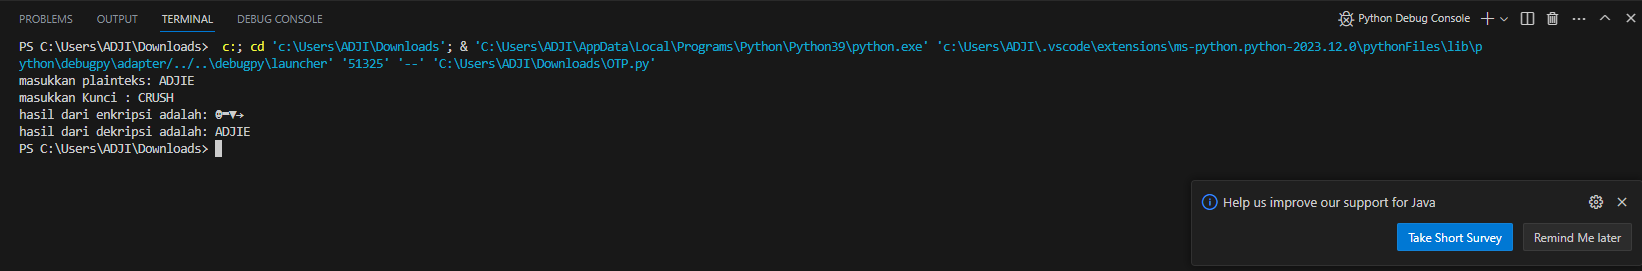 PROBLEMS OUTPUT TERMINAL DEBUG CONSOLE Python Debug Console
PS C:\Users\ADJI\Downloads>  c:; cd 'c:\Users\ADJI\Downloads'; & 'C:\Users\ADJI\AppData\Local\Programs\Python\Python39\python.exe' 'c:\Users\ADJI\.vscode\extensions\ms-python.python-2023.12.0\pythonFiles\lib\p
ython\debugpy\adapter/../..\debugpy\launcher' '51325' '--' 'C:\Users\ADJI\Downloads\OTP.py'
masukkan plainteks: ADJIE
masukkan Kunci : CRUSH
hasil dari enkripsi adalah:
hasil dari dekripsi adalah: ADJIE
PS C:\Users\ADJI\Downloads>
Help us improve our support for Java
Take Short Survey
Remind Me later